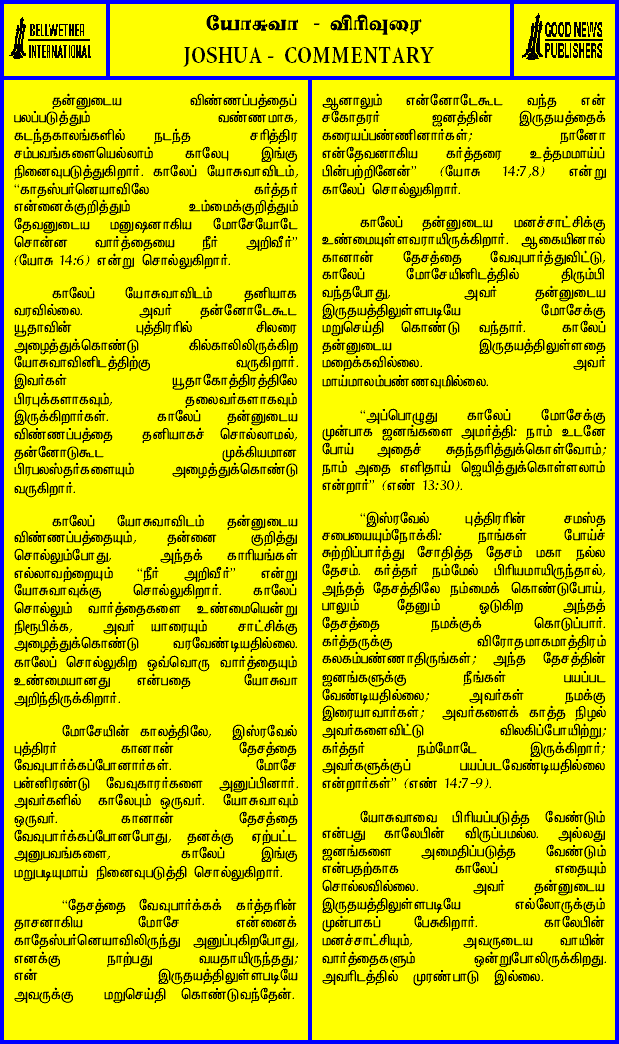 BELLWETHER
INTERNATIONAL
யோசுவா - விரிவுரை
JOSHUA - COMMENTARY
GOOD NEWS
PUBLISHERS
தன்னுடைய விண்ணப்பத்தைப்
பலப்படுத்தும் வண்ணமாக,
கடந்தகாலங்களில் நடந்த சரித்திர
சம்பவங்களையெல்லாம் காலேபு இங்கு
நினைவுபடுத்துகிறார். காலேப் யோசுவாவிடம்,
“காதஸ்பர்னெயாவிலே கர்த்தர்
என்னைக்குறித்தும் உம்மைக்குறித்தும்
தேவனுடைய மனுஷனாகிய மோசேயோடே
சொன்ன வார்த்தையை நீர் அறிவீர்”
(யோசு 14:6) என்று சொல்லுகிறார்.
காலேப் யோசுவாவிடம் தனியாக
வரவில்லை. அவர் தன்னோடேகூட
யூதாவின் புத்திரரில் சிலரை
அழைத்துக்கொண்டு கில்காலிலிருக்கிற
யோசுவாவினிடத்திற்கு வருகிறார்.
இவர்கள் யூதாகோத்திரத்திலே
பிரபுக்களாகவும், தலைவர்களாகவும்
இருக்கிறார்கள். காலேப் தன்னுடைய
விண்ணப்பத்தை தனியாகச் சொல்லாமல்,
தன்னோடுகூட முக்கியமான
பிரபலஸ்தர்களையும் அழைத்துக்கொண்டு
வருகிறார்.
காலேப் யோசுவாவிடம் தன்னுடைய
விண்ணப்பத்தையும், தன்னை குறித்து
சொல்லும்போது, அந்தக் காரியங்கள்
எல்லாவற்றையும் “நீர் அறிவீர்” என்று
யோசுவாவுக்கு சொல்லுகிறார். காலேப்
சொல்லும் வார்த்தைகளை உண்மையென்று
நிரூபிக்க, அவர் யாரையும் சாட்சிக்கு
அழைத்துக்கொண்டு வரவேண்டியதில்லை.
காலேப் சொல்லுகிற ஒவ்வொரு வார்த்தையும்
உண்மையானது என்பதை யோசுவா
அறிந்திருக்கிறார்.
மோசேயின் காலத்திலே, இஸ்ரவேல்
புத்திரர் கானான் தேசத்தை
வேவுபார்க்கப்போனார்கள். மோசே
பன்னிரண்டு வேவுகாரர்களை அனுப்பினார்.
அவர்களில் காலேபும் ஒருவர். யோசுவாவும்
ஒருவர். கானான் தேசத்தை
வேவுபார்க்கப்போனபோது, தனக்கு ஏற்பட்ட
அனுபவங்களை, காலேப் இங்கு
மறுபடியுமாய் நினைவுபடுத்தி சொல்லுகிறார்.
“தேசத்தை வேவுபார்க்கக் கர்த்தரின்
தாசனாகிய மோசே என்னைக்
காதேஸ்பர்னெயாவிலிருந்து அனுப்புகிறபோது,
எனக்கு நாற்பது வயதாயிருந்தது;
என் இருதயத்திலுள்ளபடியே
அவருக்கு மறுசெய்தி கொண்டுவந்தேன்.
ஆனாலும் என்னோடேகூட வந்த என்
சகோதரர் ஜனத்தின் இருதயத்தைக்
கரையப்பண்ணினார்கள்; நானோ
என்தேவனாகிய கர்த்தரை உத்தமமாய்ப்
பின்பற்றினேன்” (யோசு 14:7,8) என்று
காலேப் சொல்லுகிறார்.
காலேப் தன்னுடைய மனச்சாட்சிக்கு
உண்மையுள்ளவராயிருக்கிறார். ஆகையினால்
கானான் தேசத்தை வேவுபார்த்துவிட்டு,
காலேப் மோசேயினிடத்தில் திரும்பி
வந்தபோது, அவர் தன்னுடைய
இருதயத்திலுள்ளபடியே மோசேக்கு
மறுசெய்தி கொண்டு வந்தார். காலேப்
தன்னுடைய இருதயத்திலுள்ளதை
மறைக்கவில்லை. அவர்
மாய்மாலம்பண்ணவுமில்லை.
“அப்பொழுது காலேப் மோசேக்கு
முன்பாக ஜனங்களை அமர்த்தி: நாம் உடனே
போய் அதைச் சுதந்தரித்துக்கொள்வோம்;
நாம் அதை எளிதாய் ஜெயித்துக்கொள்ளலாம்
என்றார்” (எண் 13:30).
“இஸ்ரவேல் புத்திரரின் சமஸ்த
சபையையும்நோக்கி: நாங்கள் போய்ச்
சுற்றிப்பார்த்து சோதித்த தேசம் மகா நல்ல
தேசம். கர்த்தர் நம்மேல் பிரியமாயிருந்தால்,
அந்தத் தேசத்திலே நம்மைக் கொண்டுபோய்,
பாலும் தேனும் ஓடுகிற அந்தத்
தேசத்தை நமக்குக் கொடுப்பார்.
கர்த்தருக்கு விரோதமாகமாத்திரம்
கலகம்பண்ணாதிருங்கள்; அந்த தேசத்தின்
ஜனங்களுக்கு நீங்கள் பயப்பட
வேண்டியதில்லை; அவர்கள் நமக்கு
இரையாவார்கள்; அவர்களைக் காத்த நிழல்
அவர்களைவிட்டு விலகிப்போயிற்று;
கர்த்தர் நம்மோடே இருக்கிறார்;
அவர்களுக்குப் பயப்படவேண்டியதில்லை
என்றார்கள்” (எண் 14:7-9).
யோசுவாவை பிரியப்படுத்த வேண்டும்
என்பது காலேபின் விருப்பமல்ல. அல்லது
ஜனங்களை அமைதிப்படுத்த வேண்டும்
என்பதற்காக காலேப் எதையும்
சொல்லவில்லை. அவர் தன்னுடைய
இருதயத்திலுள்ளபடியே எல்லோருக்கும்
முன்பாகப் பேசுகிறார். காலேபின்
மனச்சாட்சியும், அவருடைய வாயின்
வார்த்தைகளும் ஒன்றுபோலிருக்கிறது.
அவரிடத்தில் முரண்பாடு இல்லை.